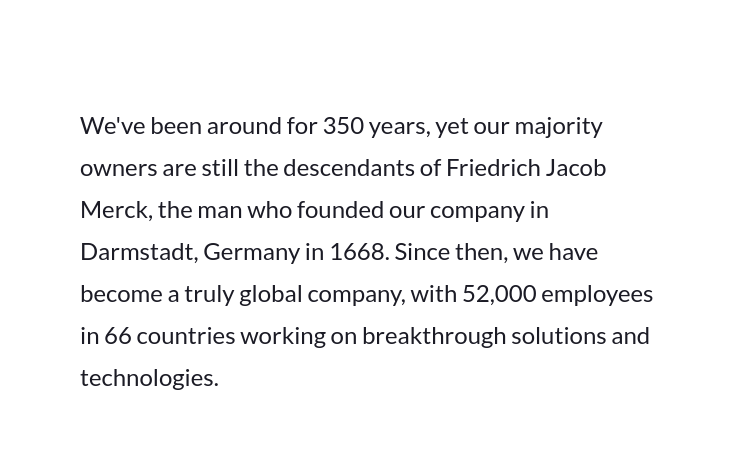 We've been around for 350 years, yet our majority
owners are still the descendants of Friedrich Jacob
Merck, the man who founded our company in
Darmstadt, Germany in 1668. Since then, we have
become a truly global company, with 52,000 employees
in 66 countries working on breakthrough solutions and
technologies.